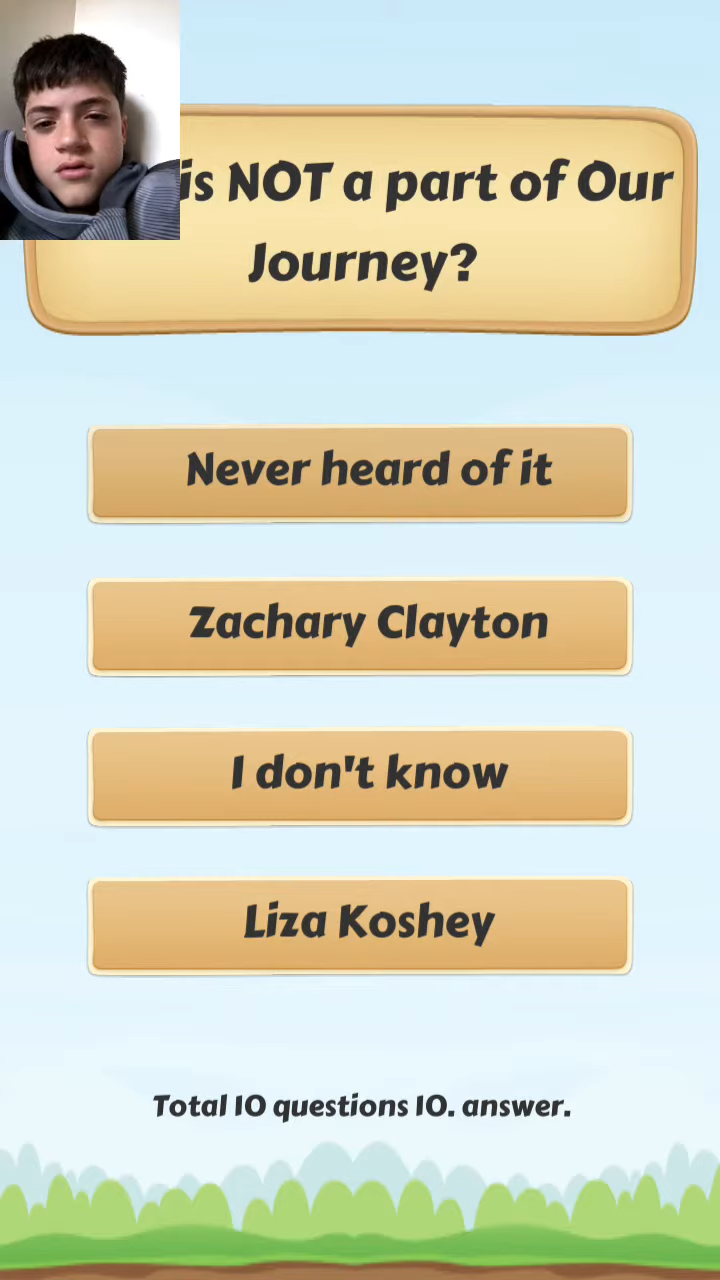 is NOT a part of Our
Journey?
Never heard of it
Zachary Clayton
I don't know
Liza Koshey
Total 10 questions 10. answer.